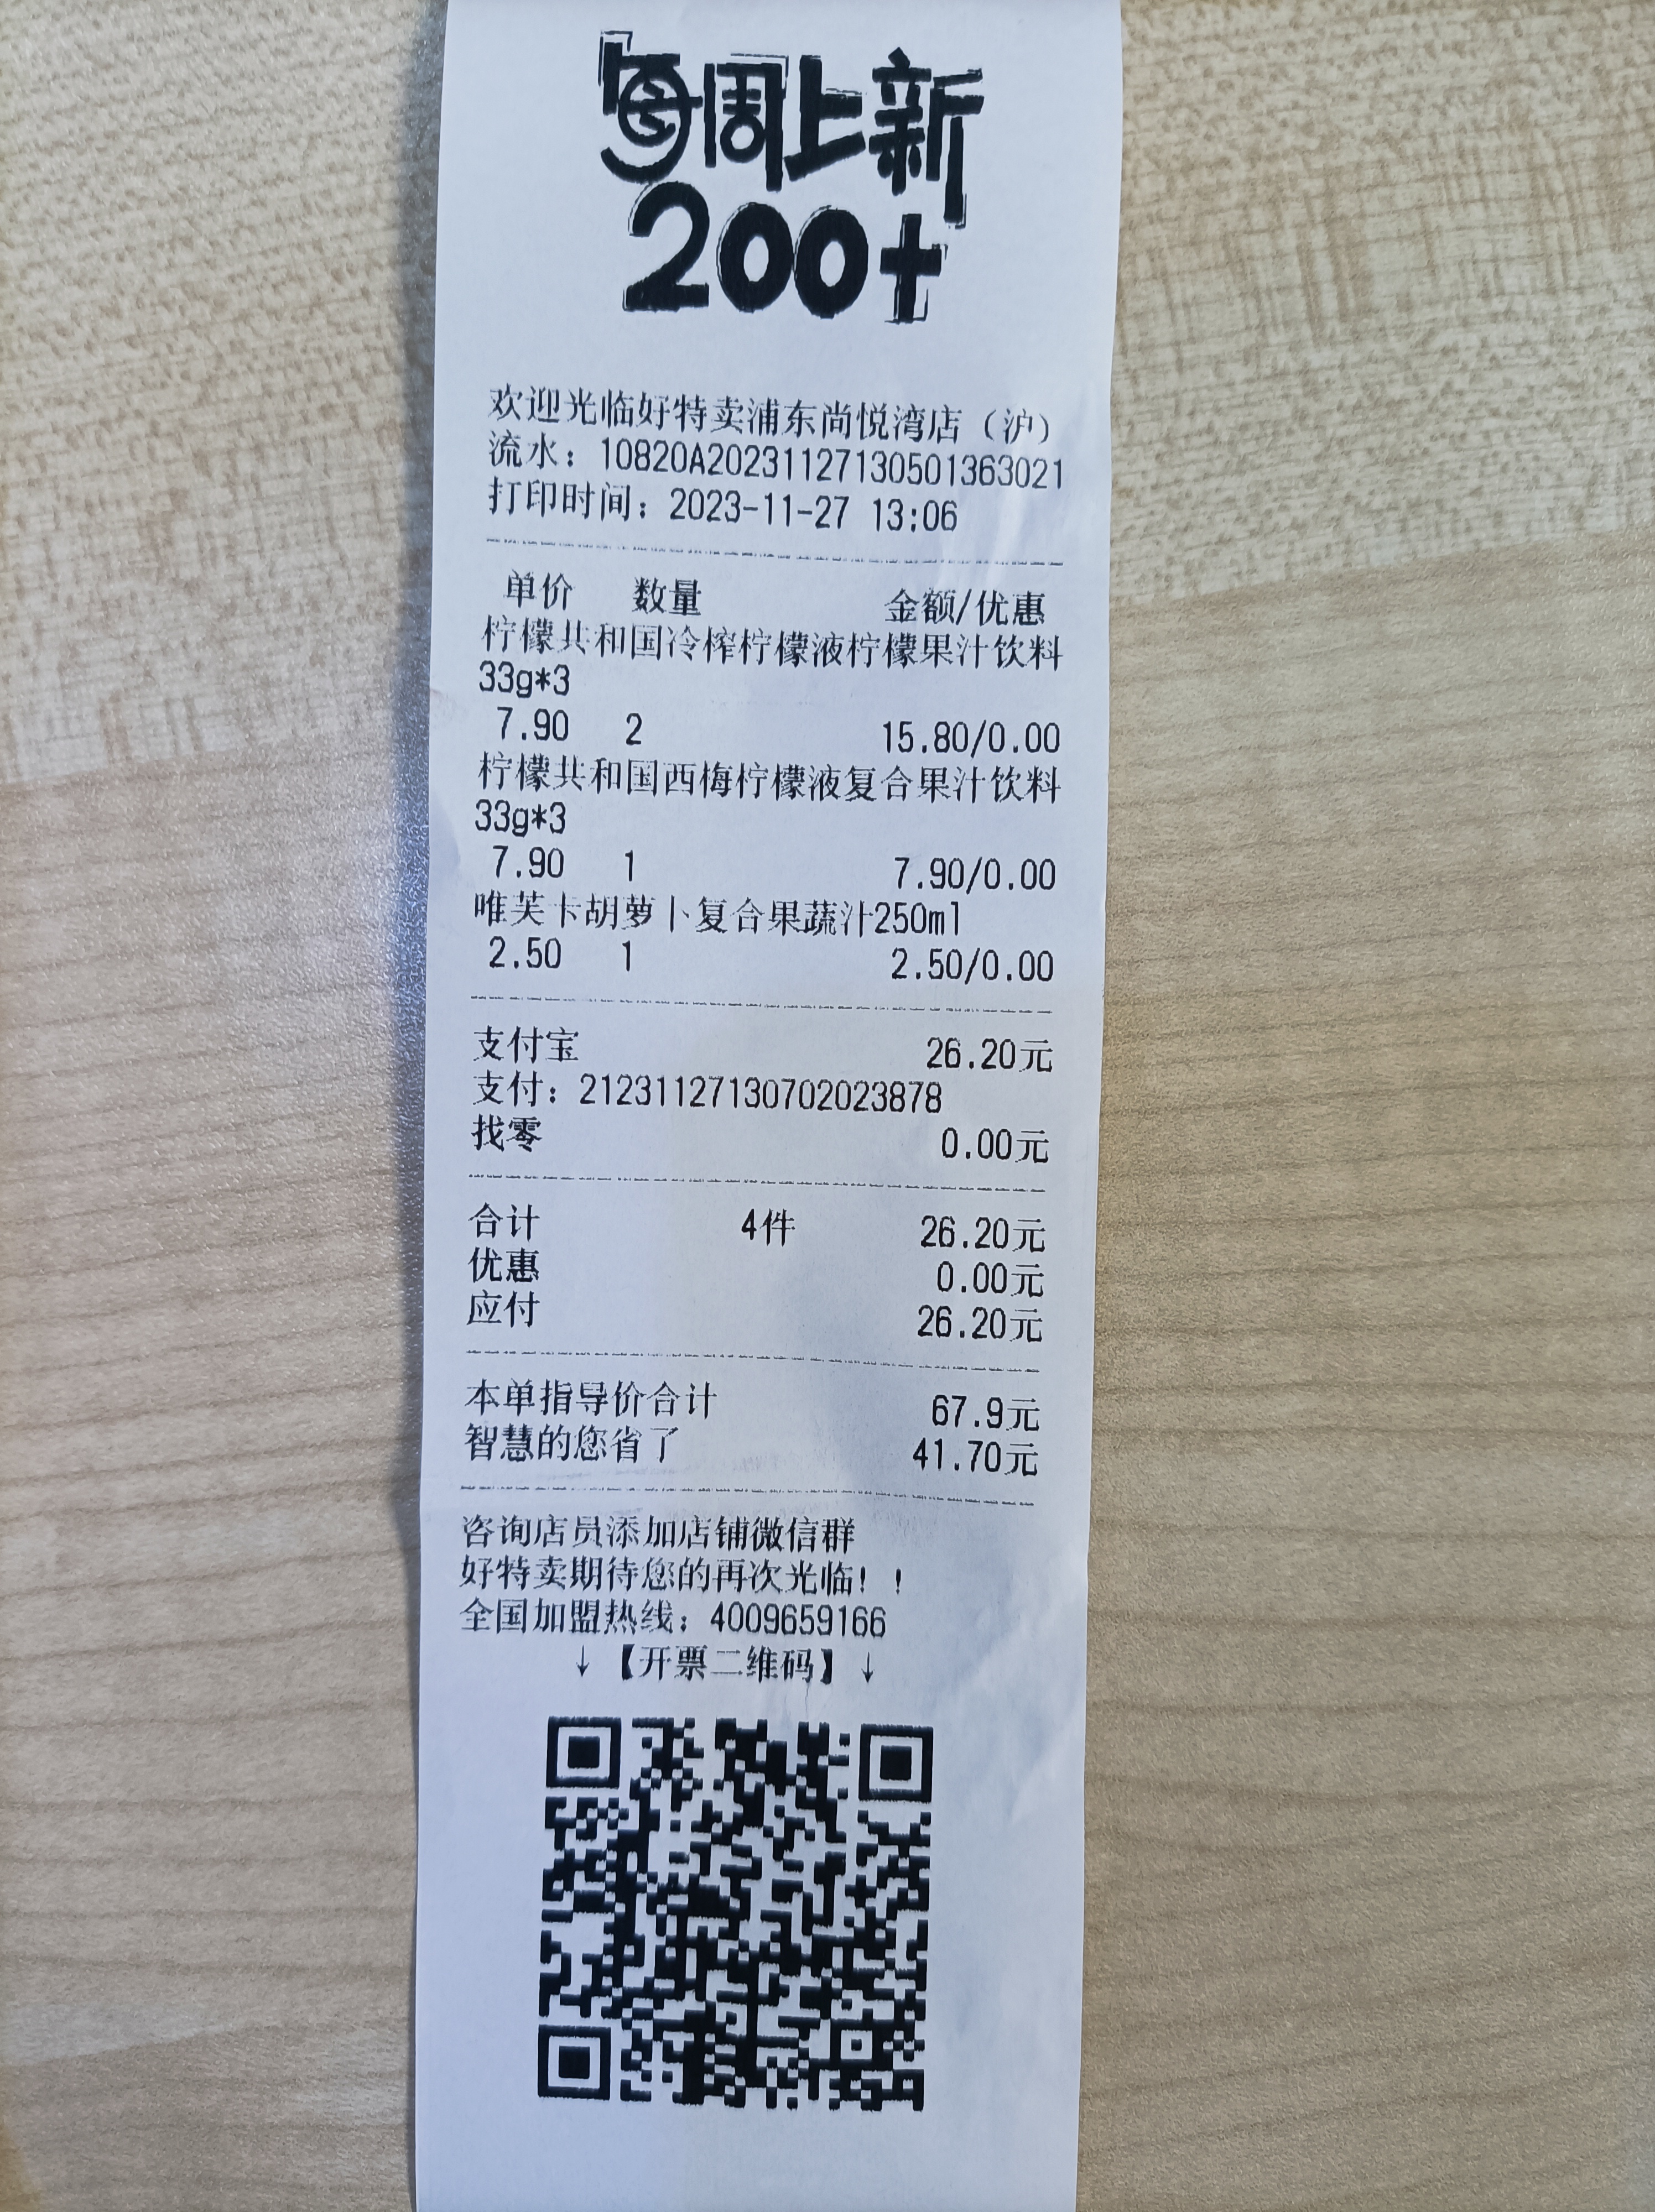 每周上新
200+
欢迎光临好特卖浦东尚悦湾店（沪）
流水：10820A20231127130501363021
打印时间：2023-11-27 13:06
单价 数量 金额/优惠
柠檬共和国冷榨柠檬液柠檬果汁饮料
33g*3
7.90 2 15.80/0.00
柠檬共和国西梅柠檬液复合果汁饮料
33g*3
7.90 1 7.90/0.00
唯芙卡胡萝卜复合果蔬汁250ml
2.50 1 2.50/0.00
支付宝 26.20元
支付：21231127130702023878
找零 0.00元
合计 4件 26.20元
优惠 0.00元
应付 26.20元
本单指导价合计 67.9元
智慧的您省了 41.70元
咨询店员添加店铺微信群
好特卖期待您的再次光临！！
全国加盟热线：4009659166
↓【开票二维码】↓